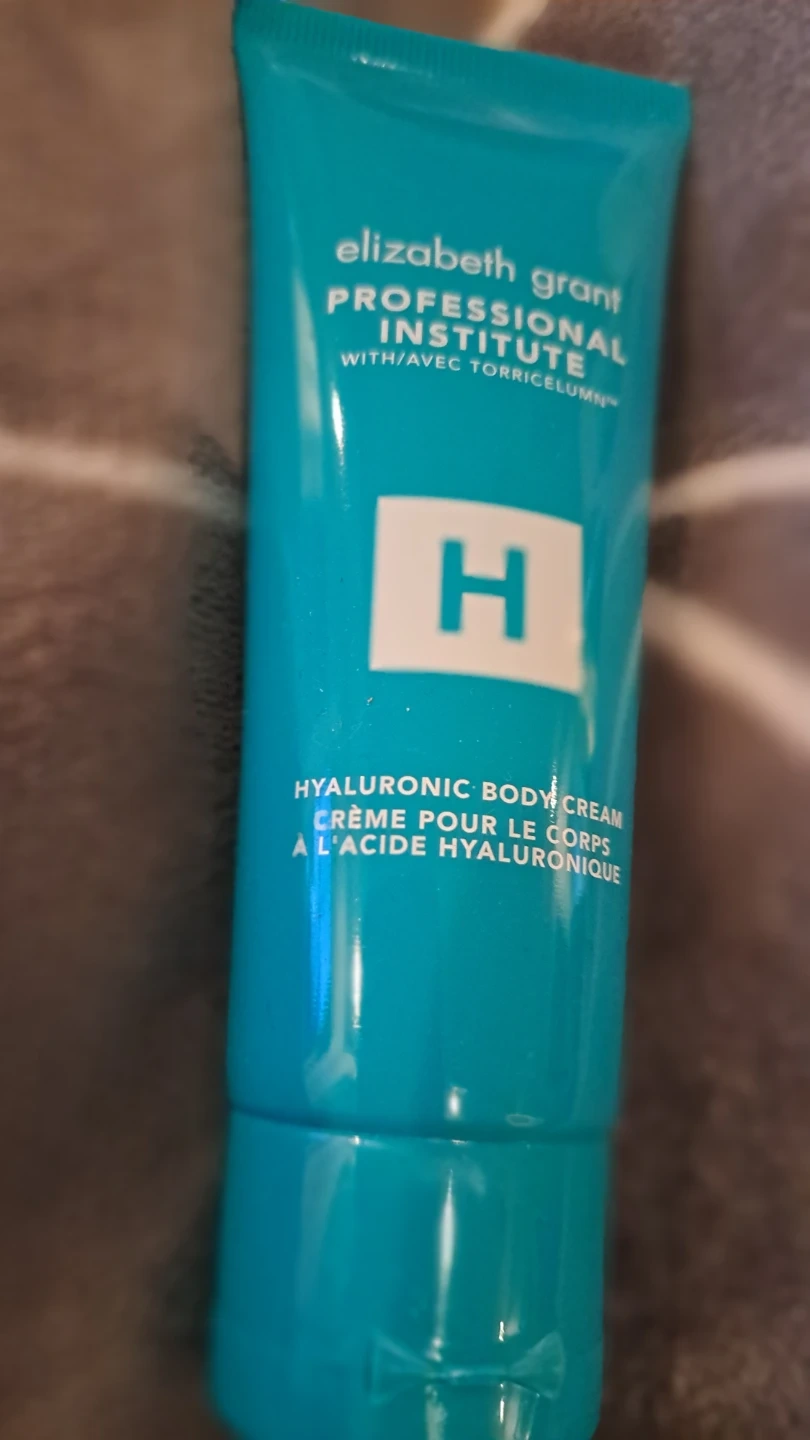 elizabeth grant
PROFESSIONAL
INSTITUTE
WITH/AVEC TORRICELUMN™
H
HYALURONIC BODY CREAM
CRÈME POUR LE CORPS
À L'ACIDE HYALURONIQUE